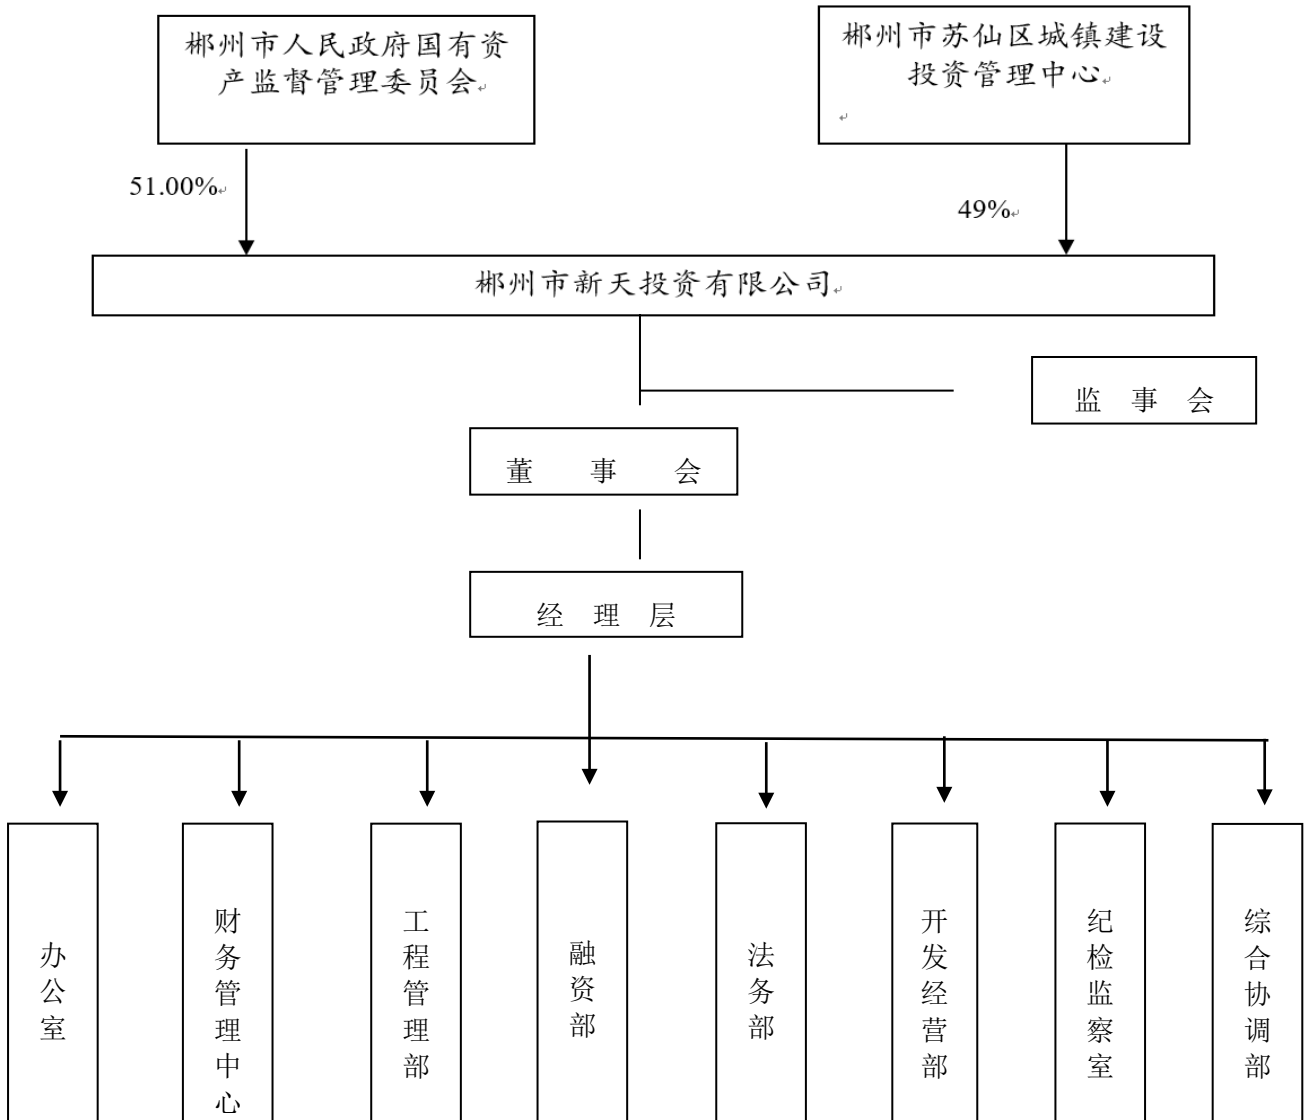 郴州市人民政府国有资
产监督管理委员会
郴州市苏仙区城镇建设
投资管理中心
51.00%
49%
郴州市新天投资有限公司
监 事 会
董 事 会
经 理 层
办公室
财务管理中心
工程管理部
融资部
法务部
开发经营部
纪检监察室
综合协调部